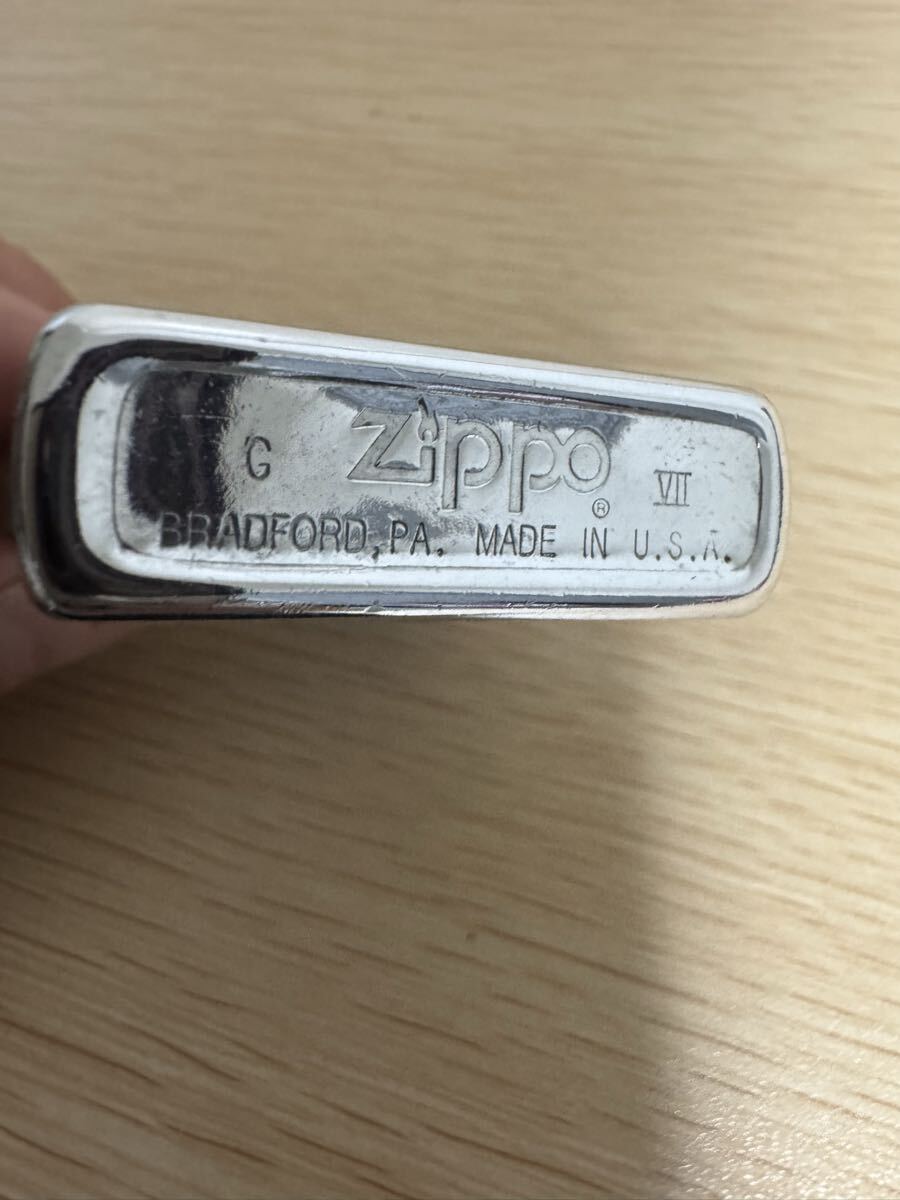 G Zippo ® VII
BRADFORD, PA. MADE IN U.S.A.